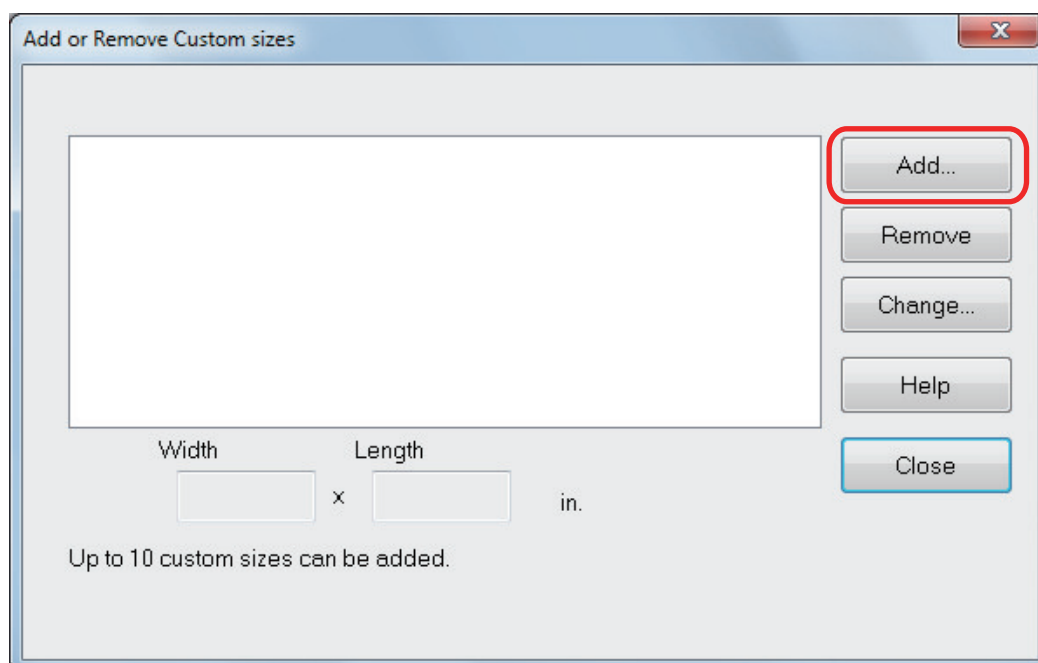 Add or Remove Custom sizes
X
Add...
Remove
Change...
Help
Close
Width Length
x in.
Up to 10 custom sizes can be added.